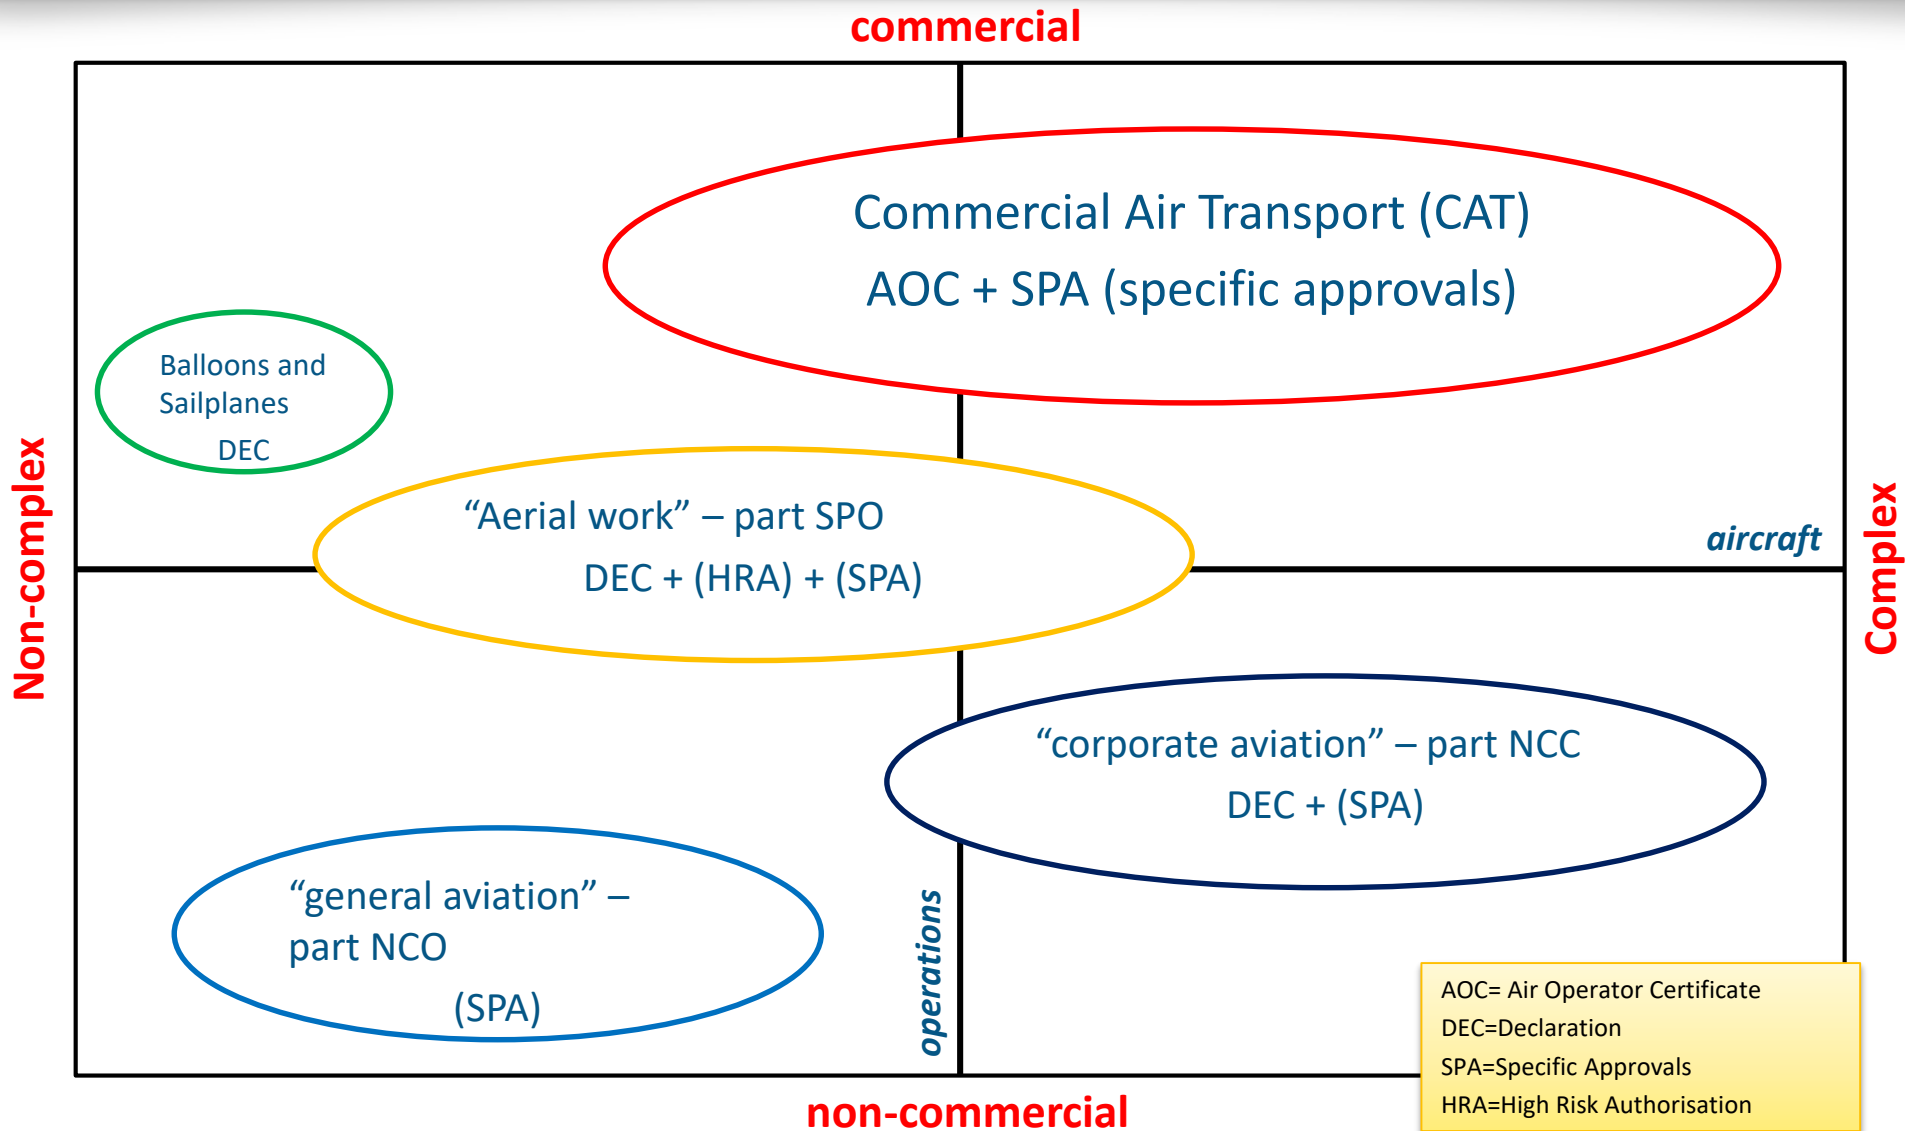 commercial
Commercial Air Transport (CAT)
AOC + SPA (specific approvals)
Balloons and
Sailplanes
DEC
Non-complex
“Aerial work” – part SPO
DEC + (HRA) + (SPA)
aircraft
Complex
“corporate aviation” – part NCC
DEC + (SPA)
“general aviation” –
part NCO
(SPA)
operations
AOC= Air Operator Certificate
DEC=Declaration
SPA=Specific Approvals
HRA=High Risk Authorisation
non-commercial